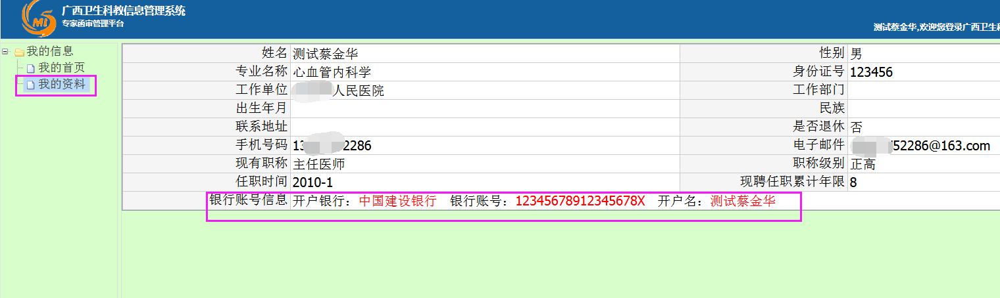 Mi
广西卫生科教信息管理系统
专家函审管理平台
测试蔡金华,欢迎您登录广西卫生科
我的信息
我的首页
我的资料
姓名 测试蔡金华 性别 男
专业名称 心血管内科学 身份证号 123456
工作单位 人民医院 工作部门
出生年月 民族
联系地址 是否退休 否
手机号码 13 2286 电子邮件 52286@163.com
现有职称 主任医师 职称级别 正高
任职时间 2010-1 现聘任职累计年限 8
银行账号信息 开户银行：中国建设银行 银行账号：12345678912345678X 开户名：测试蔡金华